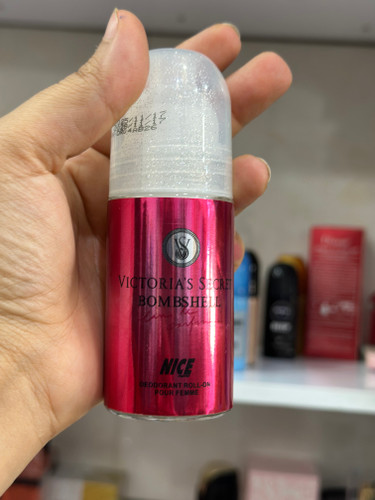 VS
VICTORIA'S SECRET
BOMBSHELL
NICE
DEODORANT ROLL-ON
POUR FEMME